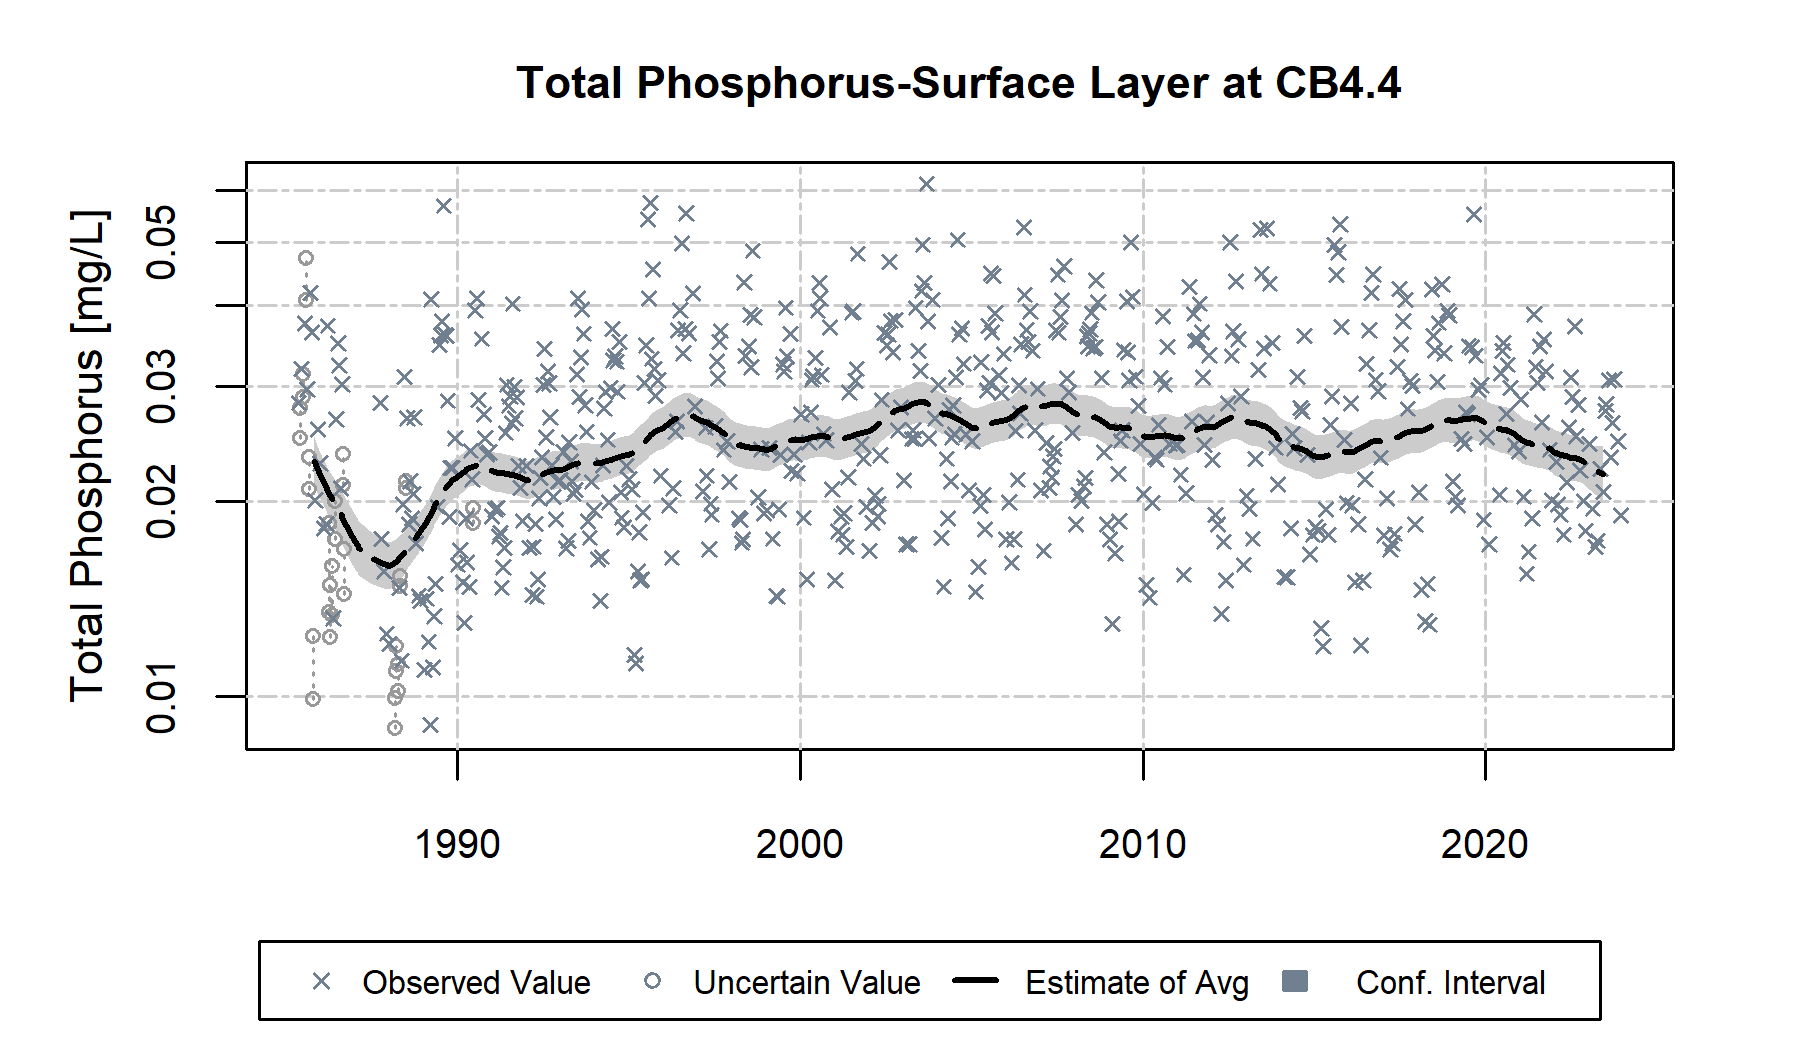 Total Phosphorus-Surface Layer at CB4.4
Total Phosphorus [mg/L]
0.05
0.03
0.02
0.01
1990 2000 2010 2020
Observed Value Uncertain Value Estimate of Avg Conf. Interval